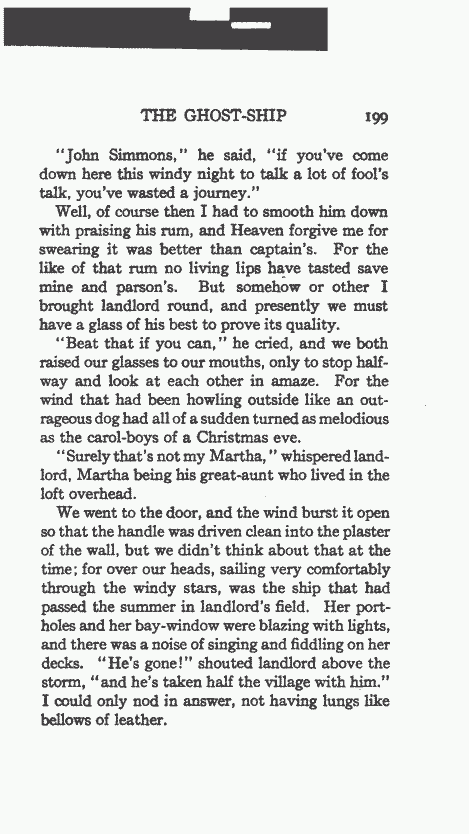 THE GHOST-SHIP 199
"John Simmons," he said, "if you've come
down here this windy night to talk a lot of fool's
talk, you've wasted a journey."
Well, of course then I had to smooth him down
with praising his rum, and Heaven forgive me for
swearing it was better than captain's. For the
like of that rum no living lips have tasted save
mine and parson's. But somehow or other I
brought landlord round, and presently we must
have a glass of his best to prove its quality.
"Beat that if you can," he cried, and we both
raised our glasses to our mouths, only to stop half-
way and look at each other in amaze. For the
wind that had been howling outside like an out-
rageous dog had all of a sudden turned as melodious
as the carol-boys of a Christmas eve.
"Surely that's not my Martha," whispered land-
lord, Martha being his great-aunt who lived in the
loft overhead.
We went to the door, and the wind burst it open
so that the handle was driven clean into the plaster
of the wall, but we didn't think about that at the
time; for over our heads, sailing very comfortably
through the windy stars, was the ship that had
passed the summer in landlord's field. Her port-
holes and her bay-window were blazing with lights,
and there was a noise of singing and fiddling on her
decks. "He's gone!" shouted landlord above the
storm, "and he's taken half the village with him."
I could only nod in answer, not having lungs like
bellows of leather.